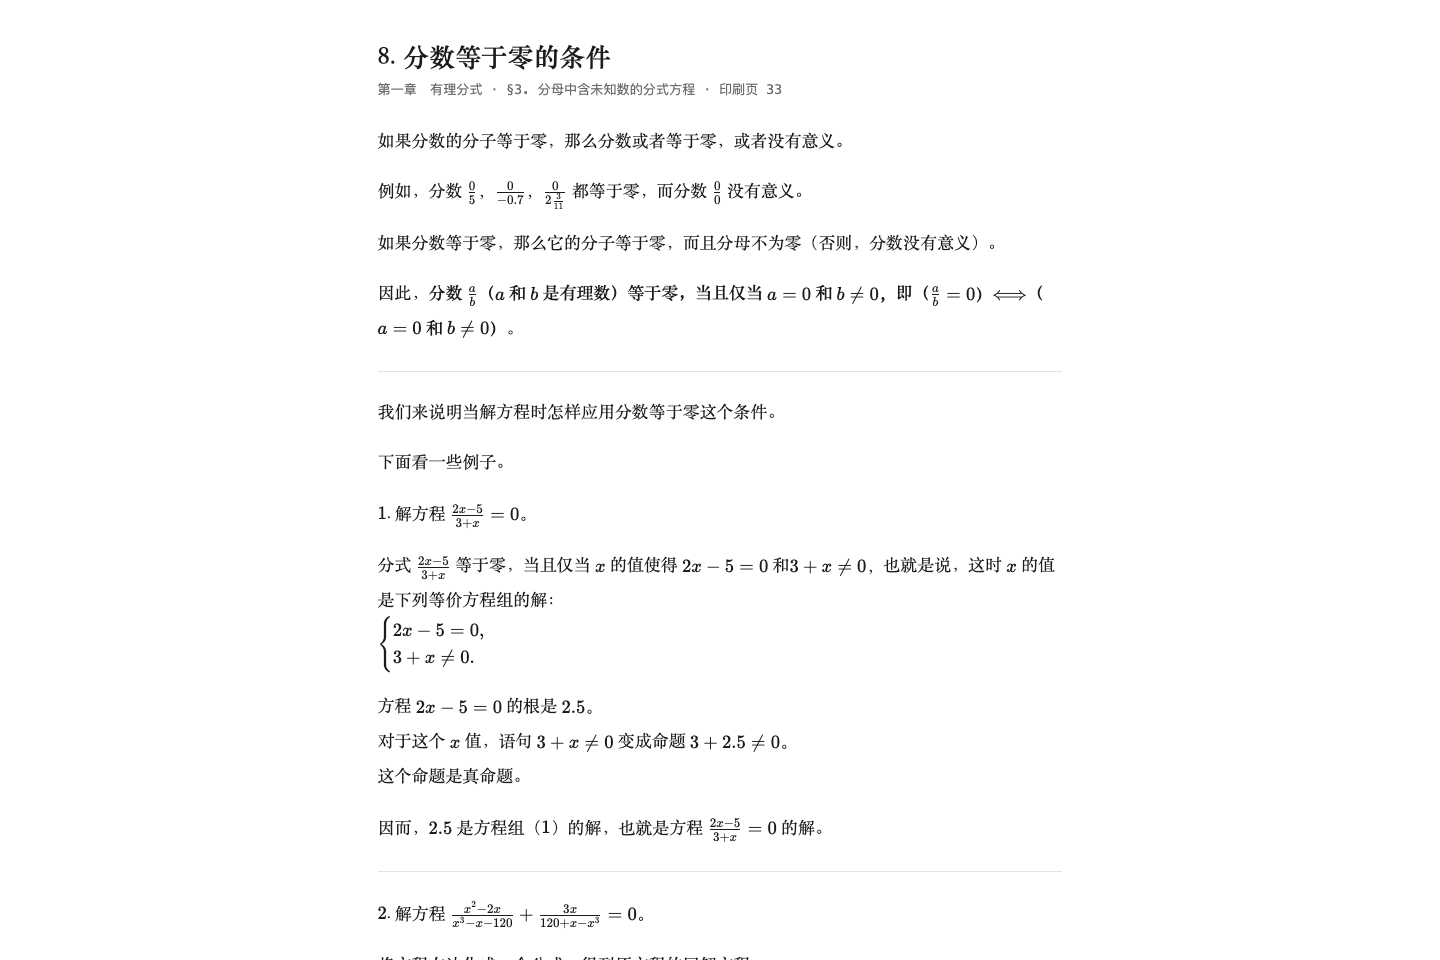 8. 分数等于零的条件
第一章 有理分式 · §3. 分母中含未知数的分式方程 · 印刷页 33
如果分数的分子等于零，那么分数或者等于零，或者没有意义。
例如，分数 0/5，0/−0.7，0/2 3/11 都等于零，而分数 0/0 没有意义。
如果分数等于零，那么它的分子等于零，而且分母不为零（否则，分数没有意义）。
因此，分数 a/b（a 和 b 是有理数）等于零，当且仅当 a = 0 和 b ≠ 0，即（a/b = 0）⟺（
a = 0 和 b ≠ 0）。
我们来说明当解方程时怎样应用分数等于零这个条件。
下面看一些例子。
1. 解方程 (2x−5)/(3+x) = 0。
分式 (2x−5)/(3+x) 等于零，当且仅当 x 的值使得 2x − 5 = 0 和3 + x ≠ 0，也就是说，这时 x 的值
是下列等价方程组的解：
{ 2x − 5 = 0,
3 + x ≠ 0.
方程 2x − 5 = 0 的根是 2.5。
对于这个 x 值，语句 3 + x ≠ 0 变成命题 3 + 2.5 ≠ 0。
这个命题是真命题。
因而，2.5 是方程组（1）的解，也就是方程 (2x−5)/(3+x) = 0 的解。
2. 解方程 (x²−2x)/(x³−x−120) + 3x/(120+x−x³) = 0。